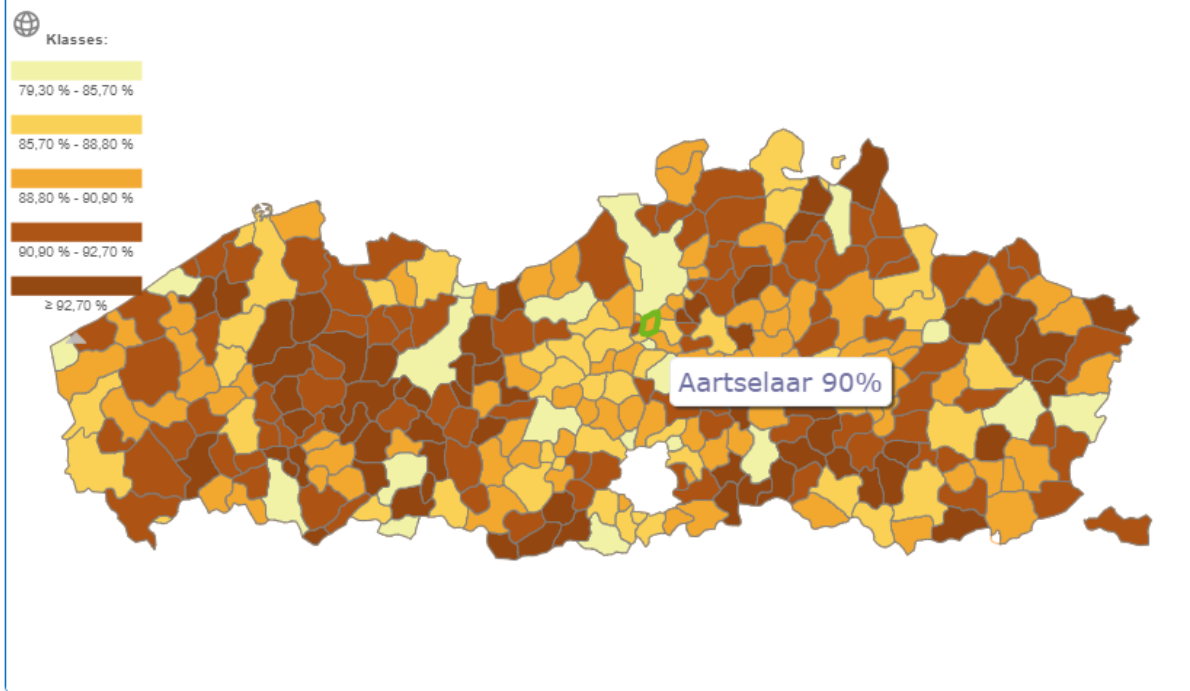 Klasses:
79,30 % - 85,70 %
85,70 % - 88,80 %
88,80 % - 90,90 %
90,90 % - 92,70 %
≥ 92,70 %
Aartselaar 90%